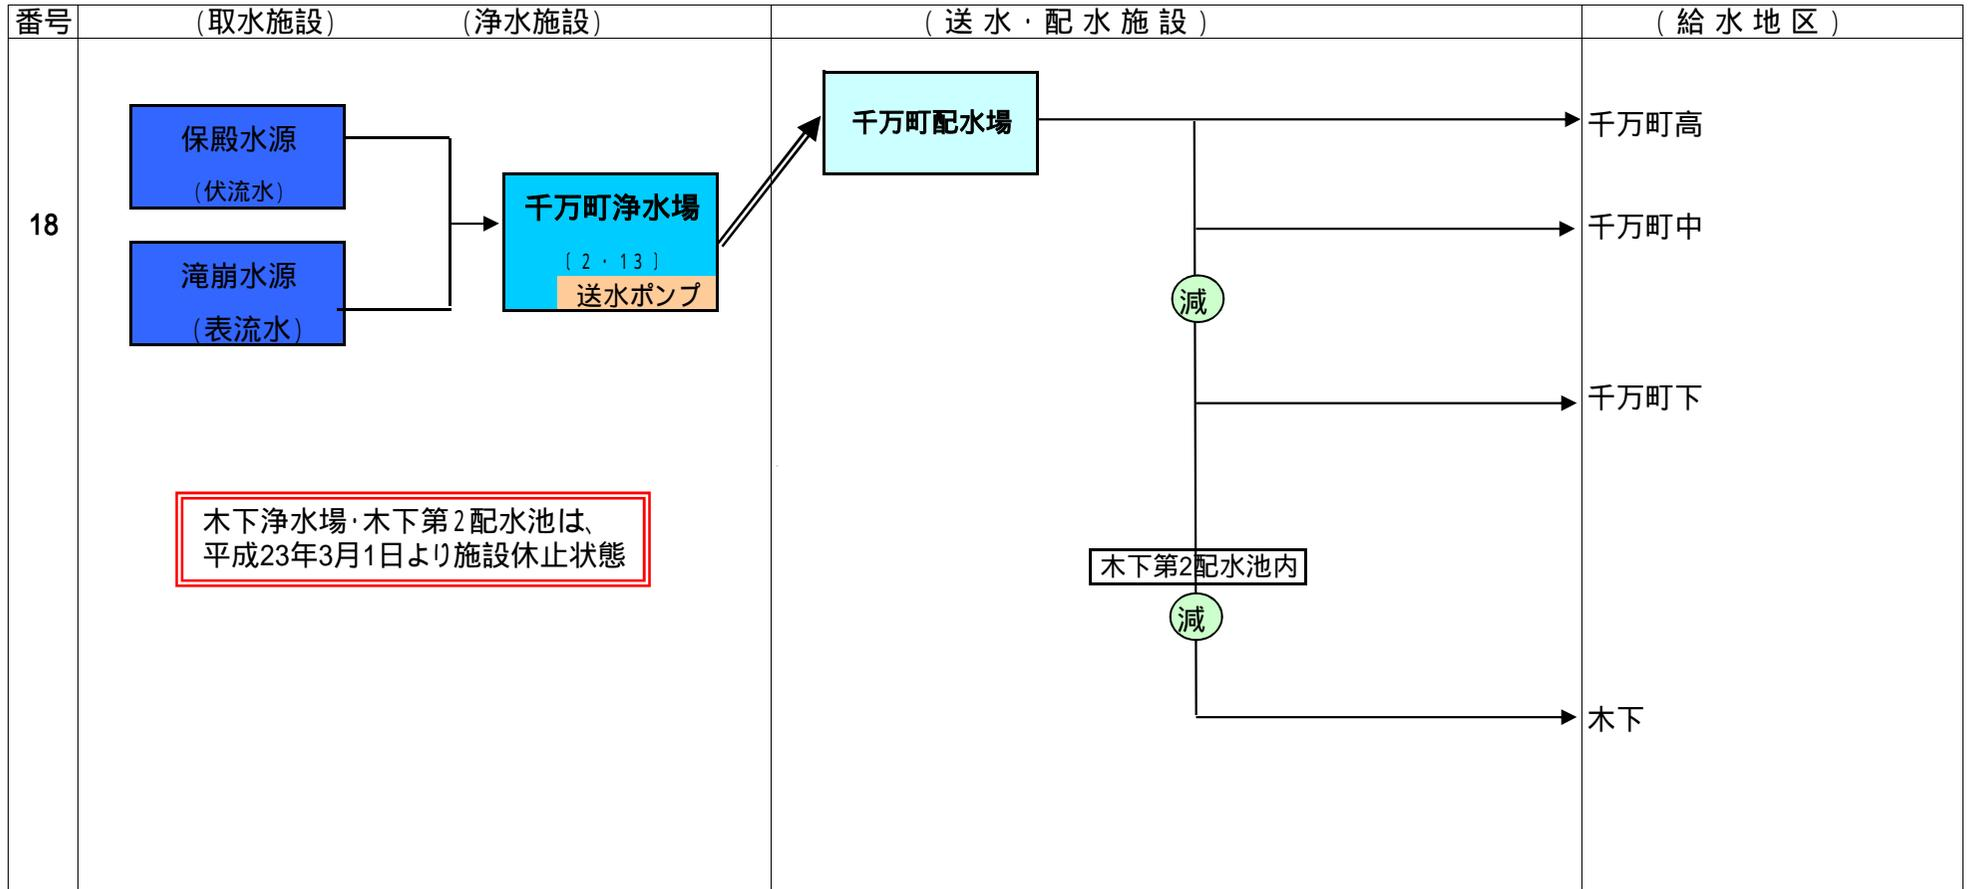 番号
(取水施設)
(浄水施設)
(送水・配水施設)
(給水地区)
18
保殿水源
(伏流水)
滝崩水源
(表流水)
千万町浄水場
〔2・13〕
送水ポンプ
千万町配水場
千万町高
千万町中
減
千万町下
木下浄水場・木下第2配水池は、
平成23年3月1日より施設休止状態
木下第2配水池内
減
木下